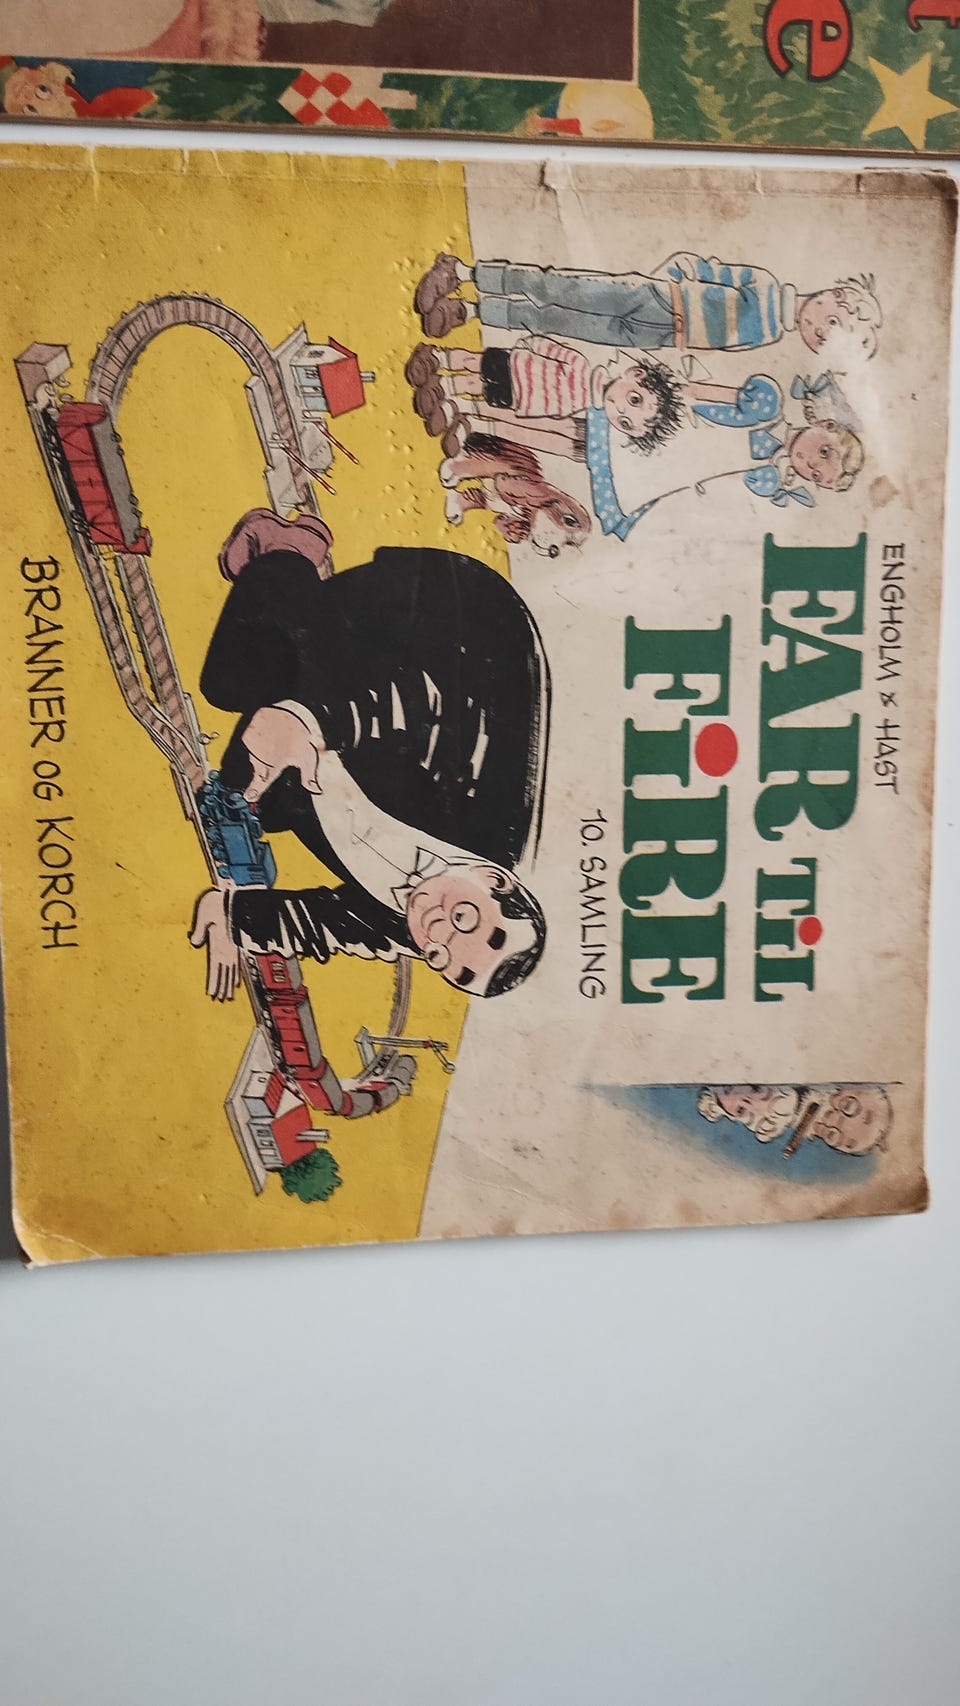 ENGHOLM & HAST
FAR TiL
FiRE
10. SAMLING
BRANNER OG KORCH